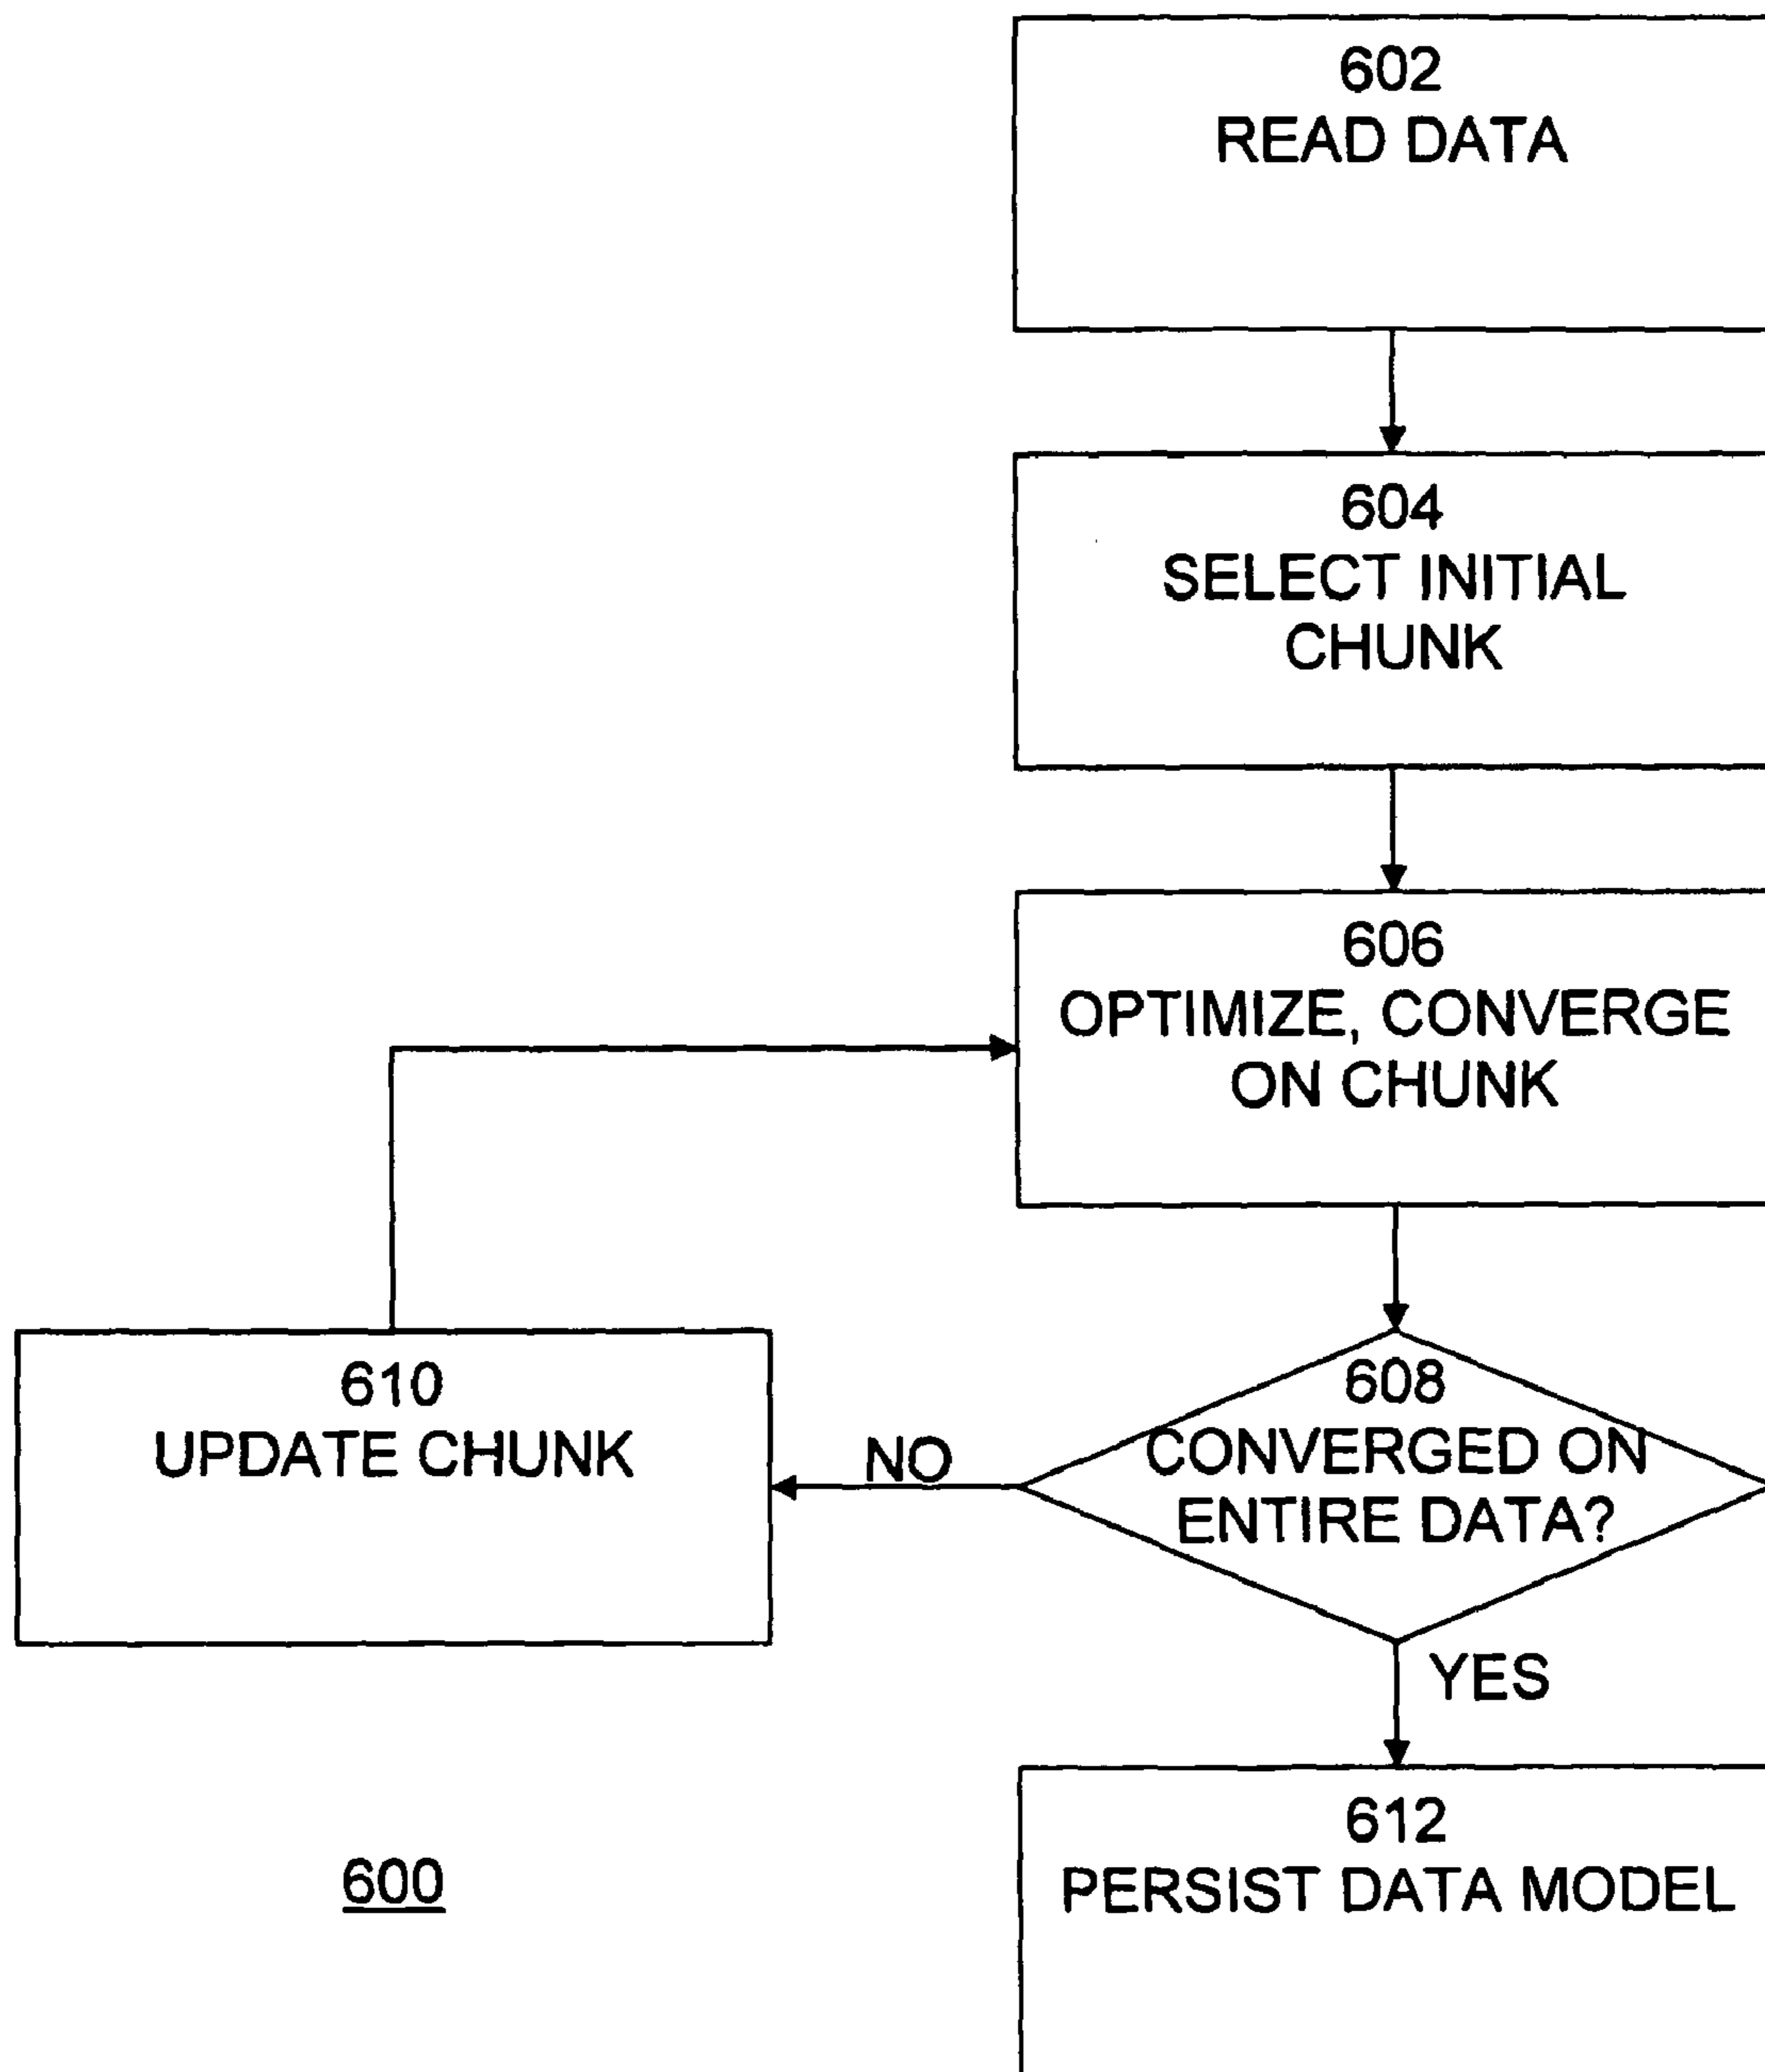 602
READ DATA
604
SELECT INITIAL
CHUNK
606
OPTIMIZE, CONVERGE
ON CHUNK
610
UPDATE CHUNK
NO
608
CONVERGED ON
ENTIRE DATA?
YES
612
PERSIST DATA MODEL
600